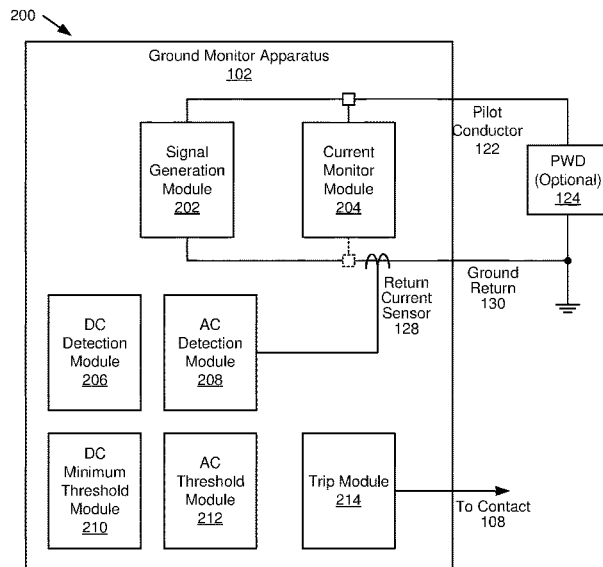 200
Ground Monitor Apparatus
102
Signal
Generation
Module
202
Current
Monitor
Module
204
Pilot
Conductor
122
PWD
(Optional)
124
Return
Current
Sensor
128
Ground
Return
130
DC
Detection
Module
206
AC
Detection
Module
208
DC
Minimum
Threshold
Module
210
AC
Threshold
Module
212
Trip Module
214
To Contact
108